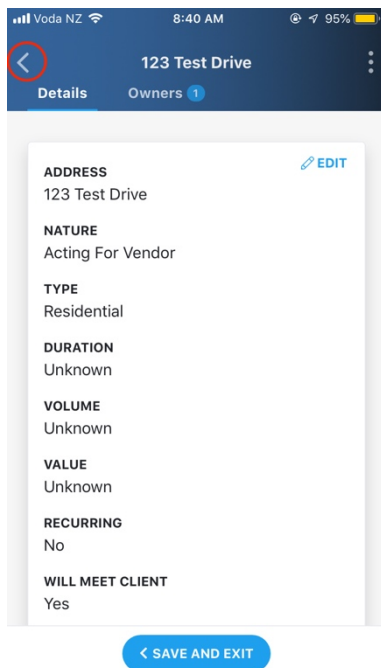 Voda NZ 8:40 AM 95%
123 Test Drive
Details Owners 1
EDIT
ADDRESS
123 Test Drive
NATURE
Acting For Vendor
TYPE
Residential
DURATION
Unknown
VOLUME
Unknown
VALUE
Unknown
RECURRING
No
WILL MEET CLIENT
Yes
SAVE AND EXIT